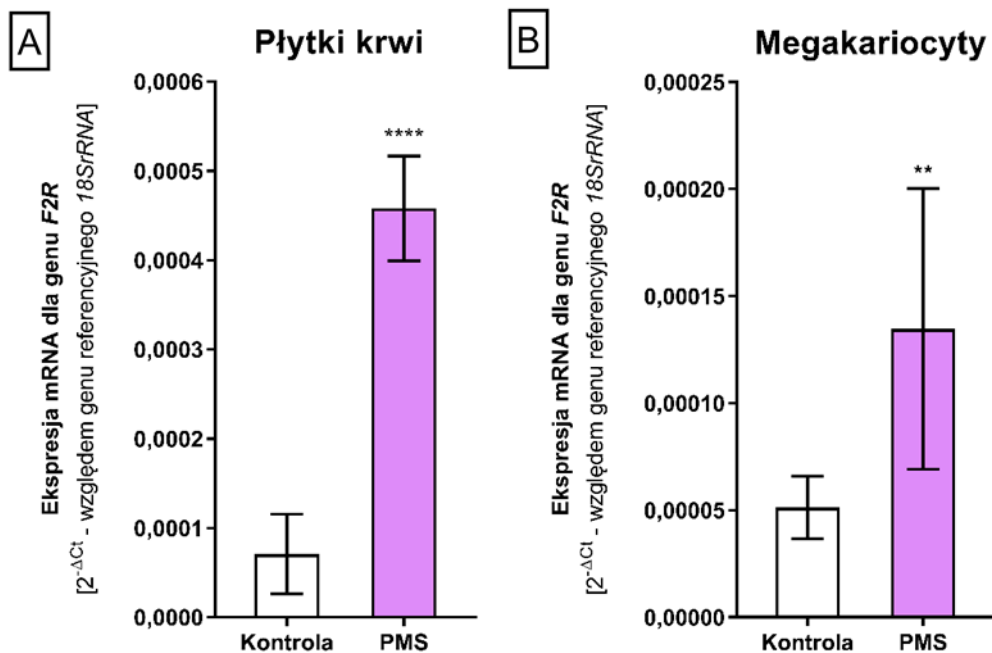 A
Płytki krwi
Ekspresja mRNA dla genu F2R
[2-ΔCt - względem genu referencyjnego 18SrRNA]
0,0006
0,0005
0,0004
0,0003
0,0002
0,0001
0,0000
****
Kontrola
PMS
B
Megakariocyty
Ekspresja mRNA dla genu F2R
[2-ΔCt - względem genu referencyjnego 18SrRNA]
0,00025
0,00020
0,00015
0,00010
0,00005
0,00000
**
Kontrola
PMS